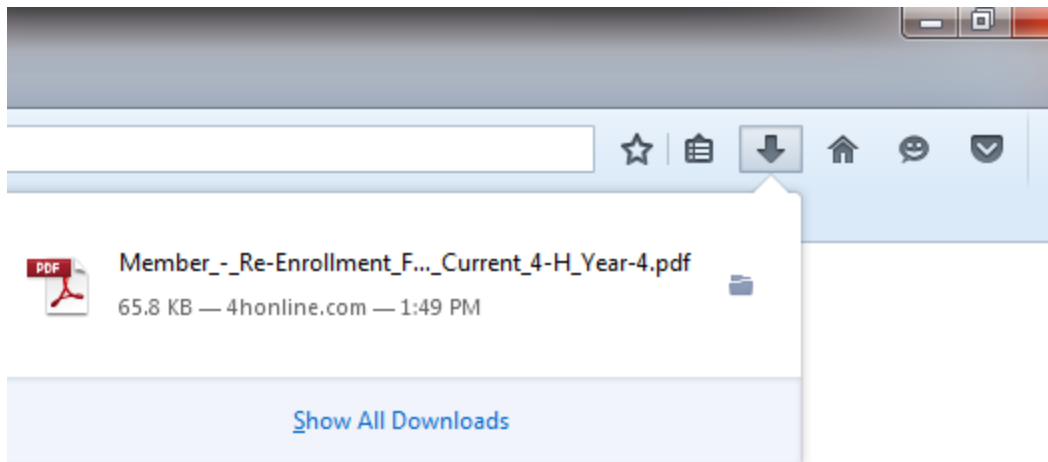 PDF
Member_-_Re-Enrollment_F..._Current_4-H_Year-4.pdf
65.8 KB — 4honline.com — 1:49 PM
Show All Downloads